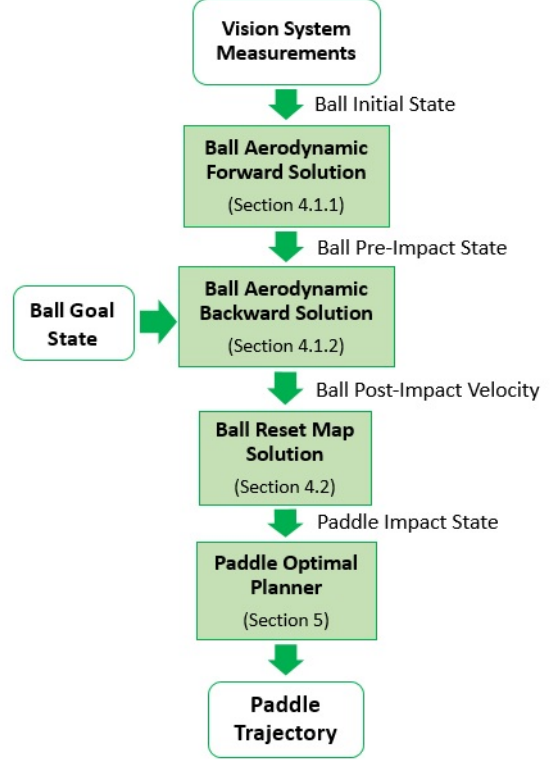 Vision System
Measurements
Ball Initial State
Ball Aerodynamic
Forward Solution
(Section 4.1.1)
Ball Pre-Impact State
Ball Goal
State
Ball Aerodynamic
Backward Solution
(Section 4.1.2)
Ball Post-Impact Velocity
Ball Reset Map
Solution
(Section 4.2)
Paddle Impact State
Paddle Optimal
Planner
(Section 5)
Paddle
Trajectory